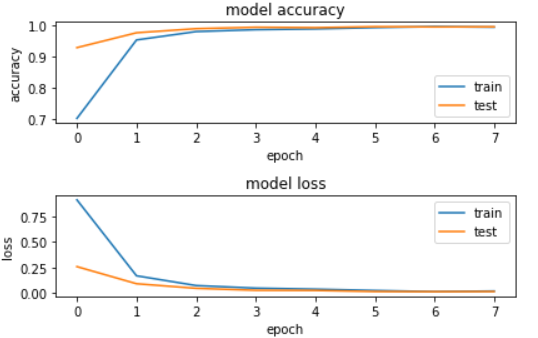 model accuracy
1.0
0.9
0.8
0.7
accuracy
train
test
0 1 2 3 4 5 6 7
epoch
model loss
0.75
0.50
0.25
0.00
loss
train
test
0 1 2 3 4 5 6 7
epoch